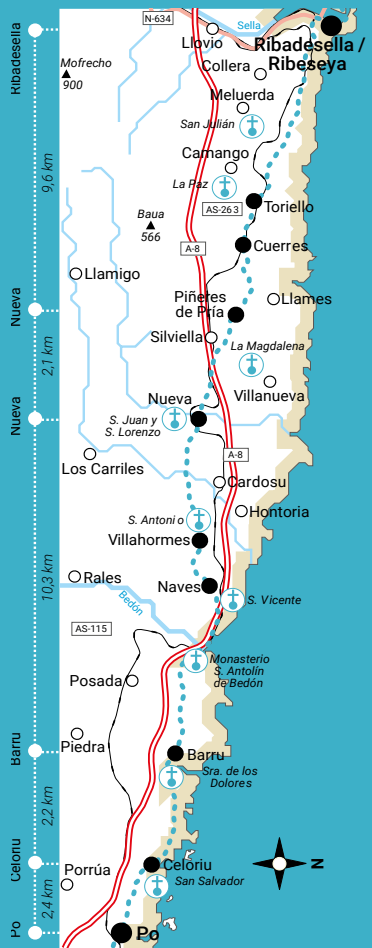 N-634
Sella
Llovio
Ribadesella /
Ribeseya
Ribadesella
Collera
Mofrecho
900
Meluerda
San Julián
Camango
9,6 km
La Paz
AS-263
Toriello
Baua
566
A-8
Cuerres
Llamigo
Nueva
Piñeres
de Pría
Llames
Silviella
La Magdalena
2,1 km
Villanueva
Nueva
Nueva
S. Juan y
S. Lorenzo
A-8
Los Carriles
Cardosu
Hontoria
S. Antonio
Villahormes
10,3 km
Rales
Naves
Bedón
S. Vicente
AS-115
Monasterio
S. Antolín
de Bedón
Posada
Piedra
Barru
Barru
Sra. de los
Dolores
2,2 km
Celoriu
Celoriu
N
Porrúa
San Salvador
2,4 km
Po
Po